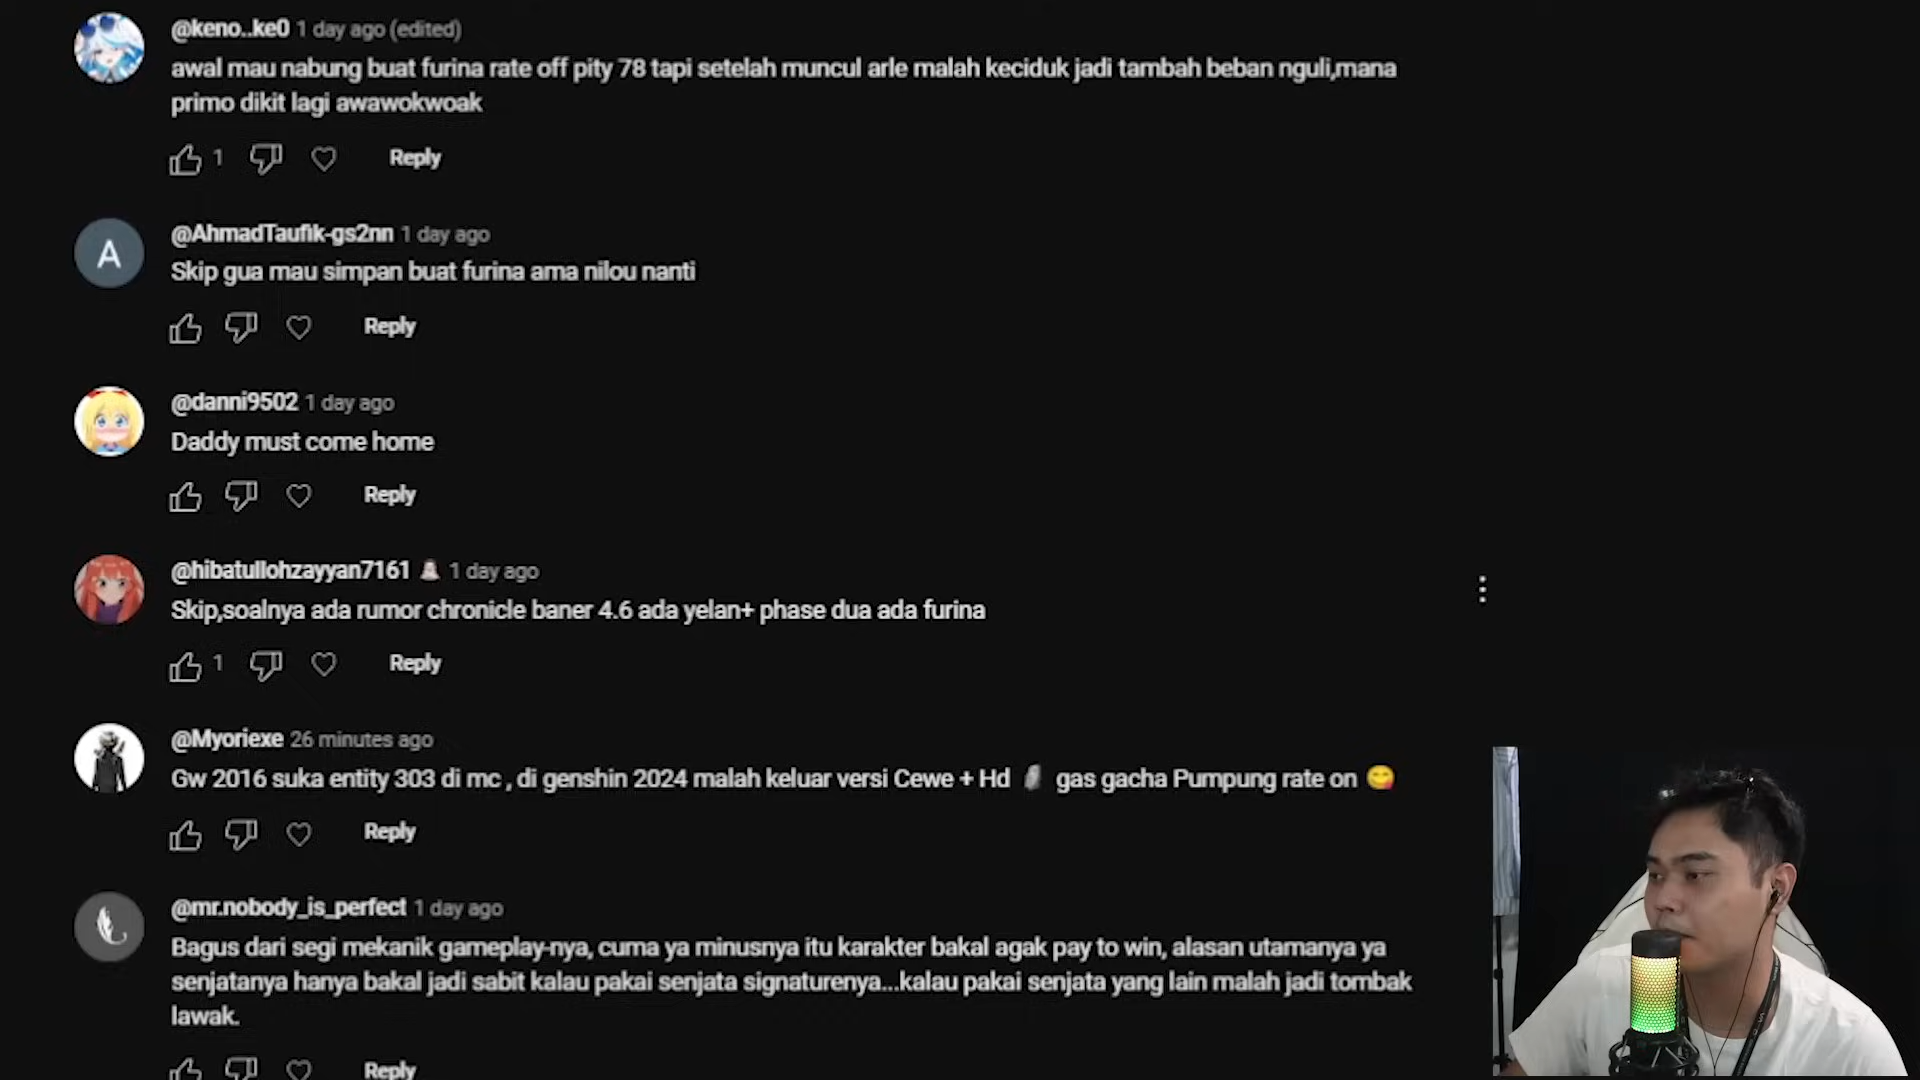 @keno..ke0 1 day ago (edited)
awal mau nabung buat furina rate off pity 78 tapi setelah muncul arle malah keciduk jadi tambah beban nguli,mana
primo dikit lagi awawokwoak
1 Reply
@AhmadTaufik-gs2nn 1 day ago
A
Skip gua mau simpan buat furina ama nilou nanti
Reply
@danni9502 1 day ago
Daddy must come home
Reply
@hibatullohzayyan7161 1 day ago
Skip,soalnya ada rumor chronicle baner 4.6 ada yelan+ phase dua ada furina
1 Reply
@Myoriexe 26 minutes ago
Gw 2016 suka entity 303 di mc , di genshin 2024 malah keluar versi Cewe + Hd 🗿 gas gacha Pumpung rate on 😋
Reply
@mr.nobody_is_perfect 1 day ago
Bagus dari segi mekanik gameplay-nya, cuma ya minusnya itu karakter bakal agak pay to win, alasan utamanya ya
senjatanya hanya bakal jadi sabit kalau pakai senjata signaturenya...kalau pakai senjata yang lain malah jadi tombak
lawak.
Reply